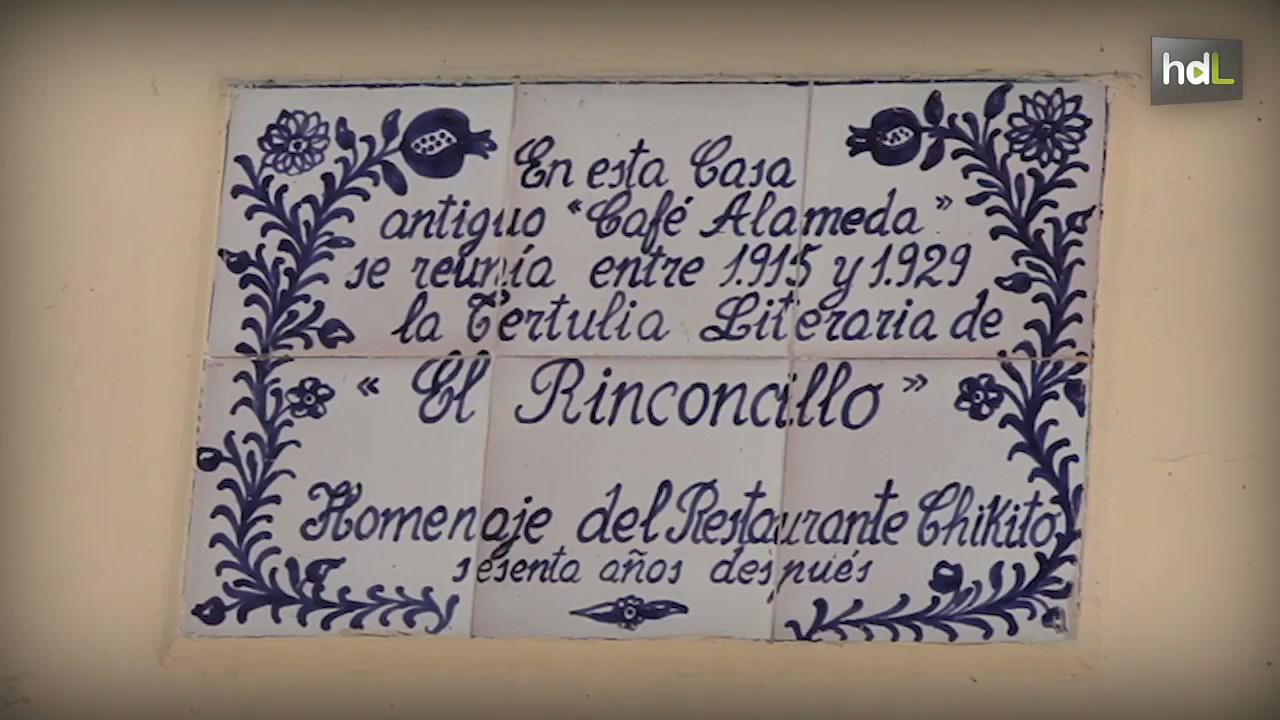 hdL
En esta Casa
antiguo "Café Alameda"
se reunía entre 1.915 y 1.929
la Tertulia Literaria de
« El Rinconcillo »
Homenaje del Restaurante Chikito
sesenta años después